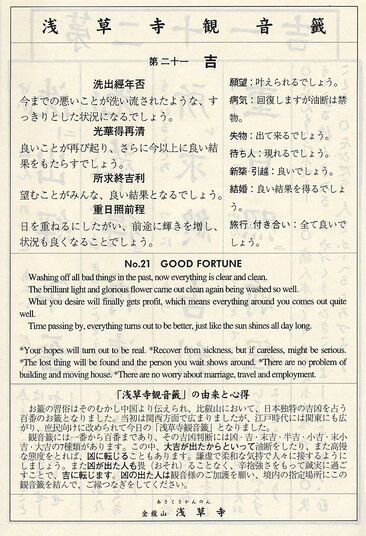 浅草寺観音籤
第二十一 吉
洗出經年否
今までの悪いことが洗い流されたような、す
っきりとした状況になるでしょう。
光華得再清
良いことが再び起り、さらに今以上に良い結
果をもたらすでしょう。
所求終吉利
望むことがみんな、良い結果となるでしょう。
重日照前程
日を重ねるにしたがい、前途に輝きを増し、
状況も良くなることでしょう。
願望：叶えられるでしょう。
病気：回復しますが油断は禁
物。
失物：出て来るでしょう。
待ち人：現れるでしょう。
新築・引越：良いでしょう。
結婚：良い結果を得るでしょ
う。
旅行・付き合い：全て良いで
しょう。
No.21 GOOD FORTUNE
Washing off all bad things in the past, now everything is clear and clean.
The brilliant light and glorious flower came out clean again being washed so well.
What you desire will finally gets profit, which means everything around you comes out quite
well.
Time passing by, everything turns out to be better, just like the sun shines all day long.
*Your hopes will turn out to be real. *Recover from sickness, but if careless, might be serious.
*The lost thing will be found and the person you wait shows around. *There are no problem of
building and moving house. *There are no worry about marriage, travel and employment.
「浅草寺観音籤」の由来と心得
お籤の習俗はそのむかし中国より伝えられ、比叡山において、日本独特の吉凶を占う
百番のお籤となりました。当初は関西方面でひろまりましたが、江戸時代には関東にも広
がり、庶民向けに改められて今日の「浅草寺観音籤」となりました。
観音籤には一番から百番まであり、その吉凶判断には凶・吉・末吉・半吉・小吉・末小
吉・大吉の種類があります。この中、大吉が出たからといって油断をしたり、また高慢
な態度をとれば、凶に転じることもあります。謙虚で柔和な気持で人々に接するように
しましょう。また凶が出た人も畏（おそれ）ることなく、辛抱強さをもって誠実に過ご
すことで、吉に転じます。凶の出た人は観音様のご加護を願い、境内の指定場所にこの
観音籤を結んで、ご縁つなぎをしてください。
あさくさかんのん
金龍山 浅草寺